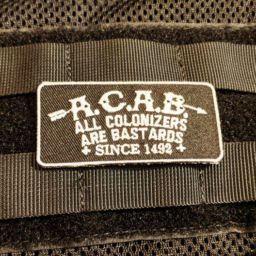 A.C.A.B.
ALL COLONIZERS
ARE BASTARDS
SINCE 1492